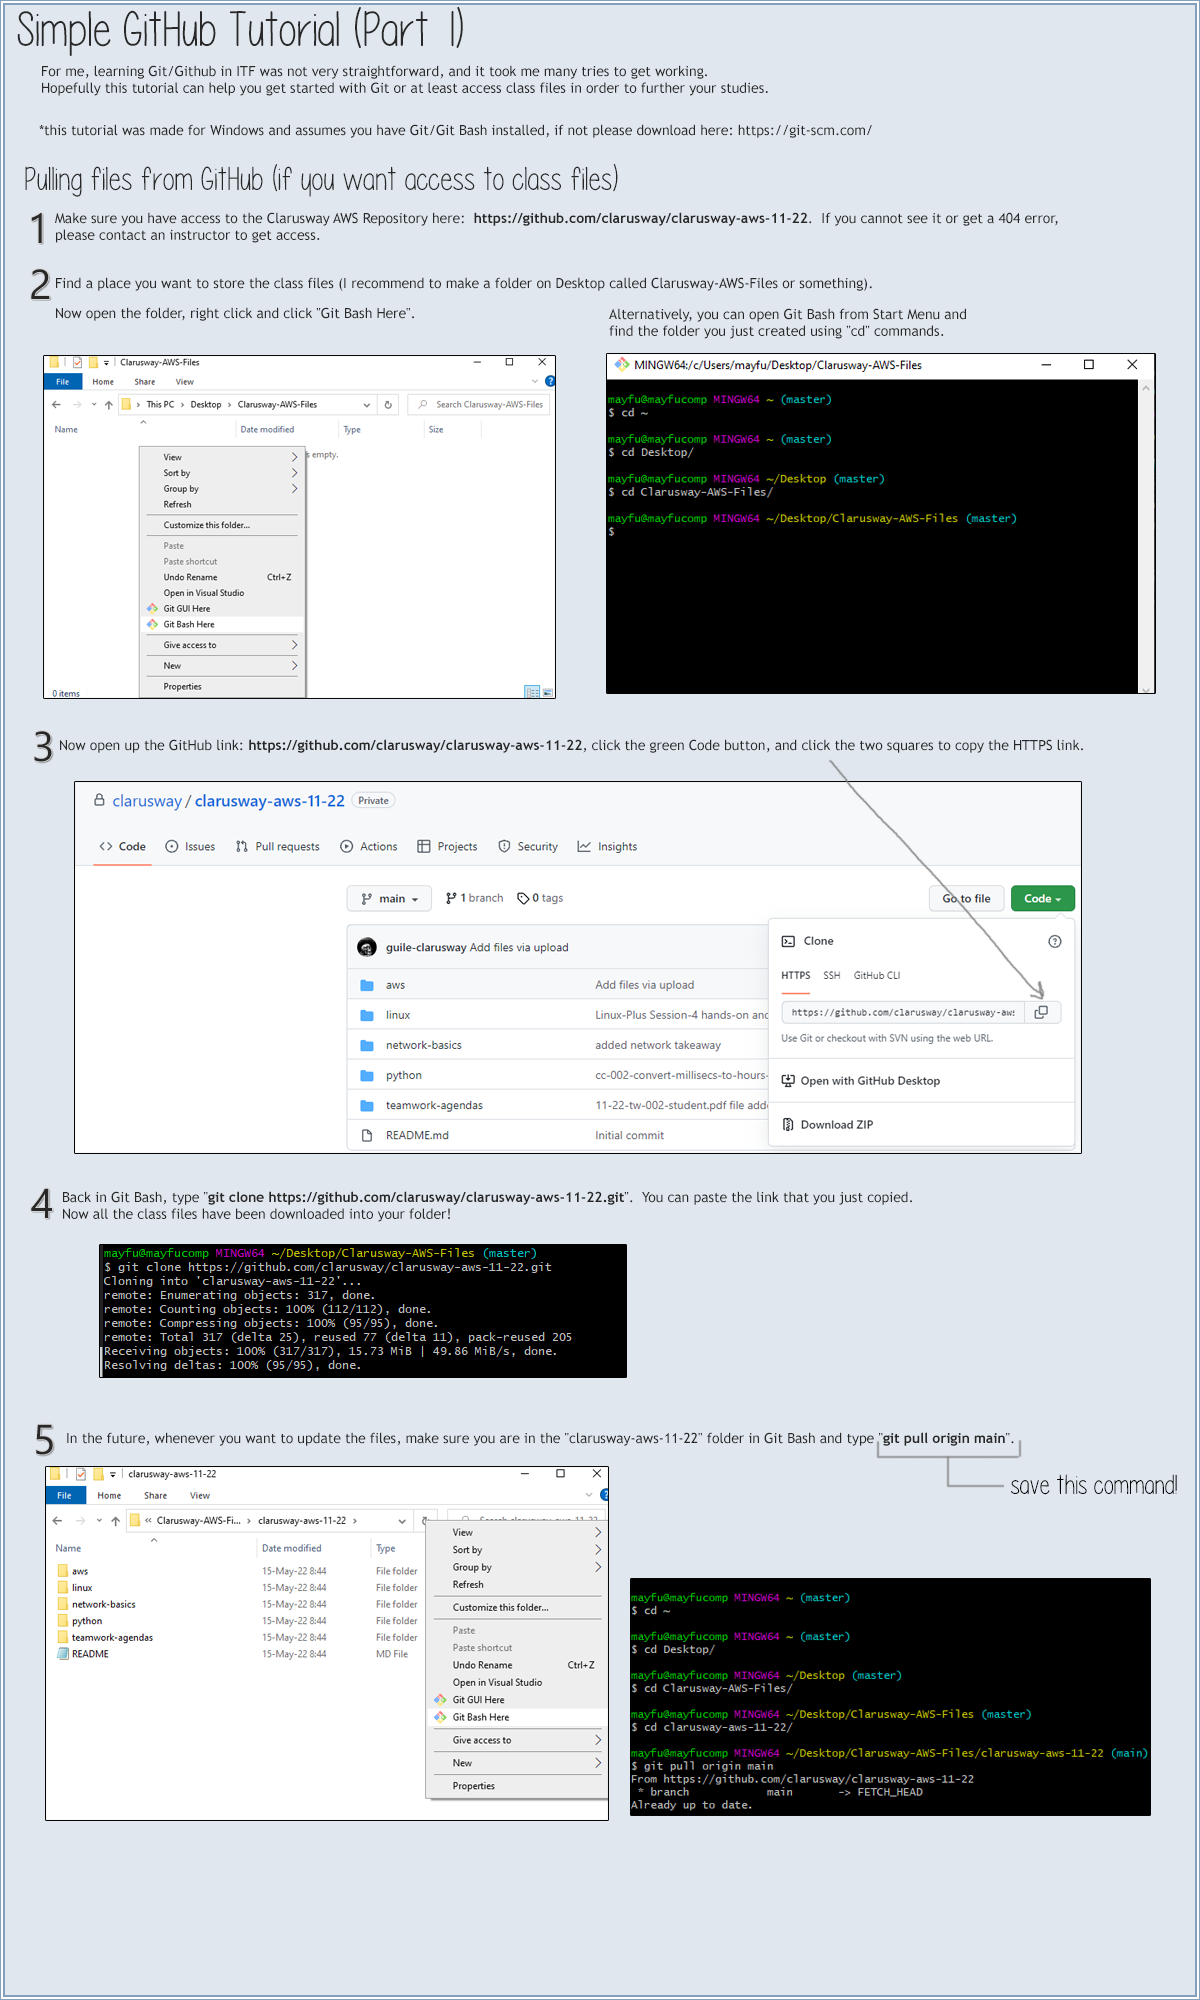 Simple GitHub Tutorial (Part 1)
For me, learning Git/Github in ITF was not very straightforward, and it took me many tries to get working.
Hopefully this tutorial can help you get started with Git or at least access class files in order to further your studies.
*this tutorial was made for Windows and assumes you have Git/Git Bash installed, if not please download here: https://git-scm.com/
Pulling files from GitHub (if you want access to class files)
1 Make sure you have access to the Clarusway AWS Repository here: https://github.com/clarusway/clarusway-aws-11-22. If you cannot see it or get a 404 error,
please contact an instructor to get access.
2 Find a place you want to store the class files (I recommend to make a folder on Desktop called Clarusway-AWS-Files or something).
Now open the folder, right click and click "Git Bash Here".
Clarusway-AWS-Files
File Home Share View
This PC > Desktop > Clarusway-AWS-Files Search Clarusway-AWS-Files
Name Date modified Type Size
s empty.
View
Sort by
Group by
Refresh
Customize this folder...
Paste
Paste shortcut
Undo Rename Ctrl+Z
Open in Visual Studio
Git GUI Here
Git Bash Here
Give access to
New
Properties
0 items
Alternatively, you can open Git Bash from Start Menu and
find the folder you just created using "cd" commands.
MINGW64:/c/Users/mayfu/Desktop/Clarusway-AWS-Files
mayfu@mayfucomp MINGW64 ~ (master)
$ cd ~
mayfu@mayfucomp MINGW64 ~ (master)
$ cd Desktop/
mayfu@mayfucomp MINGW64 ~/Desktop (master)
$ cd Clarusway-AWS-Files/
mayfu@mayfucomp MINGW64 ~/Desktop/Clarusway-AWS-Files (master)
$
3 Now open up the GitHub link: https://github.com/clarusway/clarusway-aws-11-22, click the green Code button, and click the two squares to copy the HTTPS link.
clarusway / clarusway-aws-11-22 Private
<> Code Issues Pull requests Actions Projects Security Insights
main 1 branch 0 tags Go to file Code
guile-clarusway Add files via upload
aws Add files via upload
linux Linux-Plus Session-4 hands-on and
network-basics added network takeaway
python cc-002-convert-millisecs-to-hours-
teamwork-agendas 11-22-tw-002-student.pdf file adde
README.md Initial commit
Clone
HTTPS SSH GitHub CLI
https://github.com/clarusway/clarusway-aws
Use Git or checkout with SVN using the web URL.
Open with GitHub Desktop
Download ZIP
4 Back in Git Bash, type "git clone https://github.com/clarusway/clarusway-aws-11-22.git". You can paste the link that you just copied.
Now all the class files have been downloaded into your folder!
mayfu@mayfucomp MINGW64 ~/Desktop/Clarusway-AWS-Files (master)
$ git clone https://github.com/clarusway/clarusway-aws-11-22.git
Cloning into 'clarusway-aws-11-22'...
remote: Enumerating objects: 317, done.
remote: Counting objects: 100% (112/112), done.
remote: Compressing objects: 100% (95/95), done.
remote: Total 317 (delta 25), reused 77 (delta 11), pack-reused 205
Receiving objects: 100% (317/317), 15.73 MiB | 49.86 MiB/s, done.
Resolving deltas: 100% (95/95), done.
5 In the future, whenever you want to update the files, make sure you are in the "clarusway-aws-11-22" folder in Git Bash and type "git pull origin main".
save this command!
clarusway-aws-11-22
File Home Share View
« Clarusway-AWS-Fi... > clarusway-aws-11-22 > Search clarusway-aws-11-22
Name Date modified Type
aws 15-May-22 8:44 File folder
linux 15-May-22 8:44 File folder
network-basics 15-May-22 8:44 File folder
python 15-May-22 8:44 File folder
teamwork-agendas 15-May-22 8:44 File folder
README 15-May-22 8:44 MD File
View
Sort by
Group by
Refresh
Customize this folder...
Paste
Paste shortcut
Undo Rename Ctrl+Z
Open in Visual Studio
Git GUI Here
Git Bash Here
Give access to
New
Properties
mayfu@mayfucomp MINGW64 ~ (master)
$ cd ~
mayfu@mayfucomp MINGW64 ~ (master)
$ cd Desktop/
mayfu@mayfucomp MINGW64 ~/Desktop (master)
$ cd Clarusway-AWS-Files/
mayfu@mayfucomp MINGW64 ~/Desktop/Clarusway-AWS-Files (master)
$ cd clarusway-aws-11-22/
mayfu@mayfucomp MINGW64 ~/Desktop/Clarusway-AWS-Files/clarusway-aws-11-22 (main)
$ git pull origin main
From https://github.com/clarusway/clarusway-aws-11-22
* branch main -> FETCH_HEAD
Already up to date.